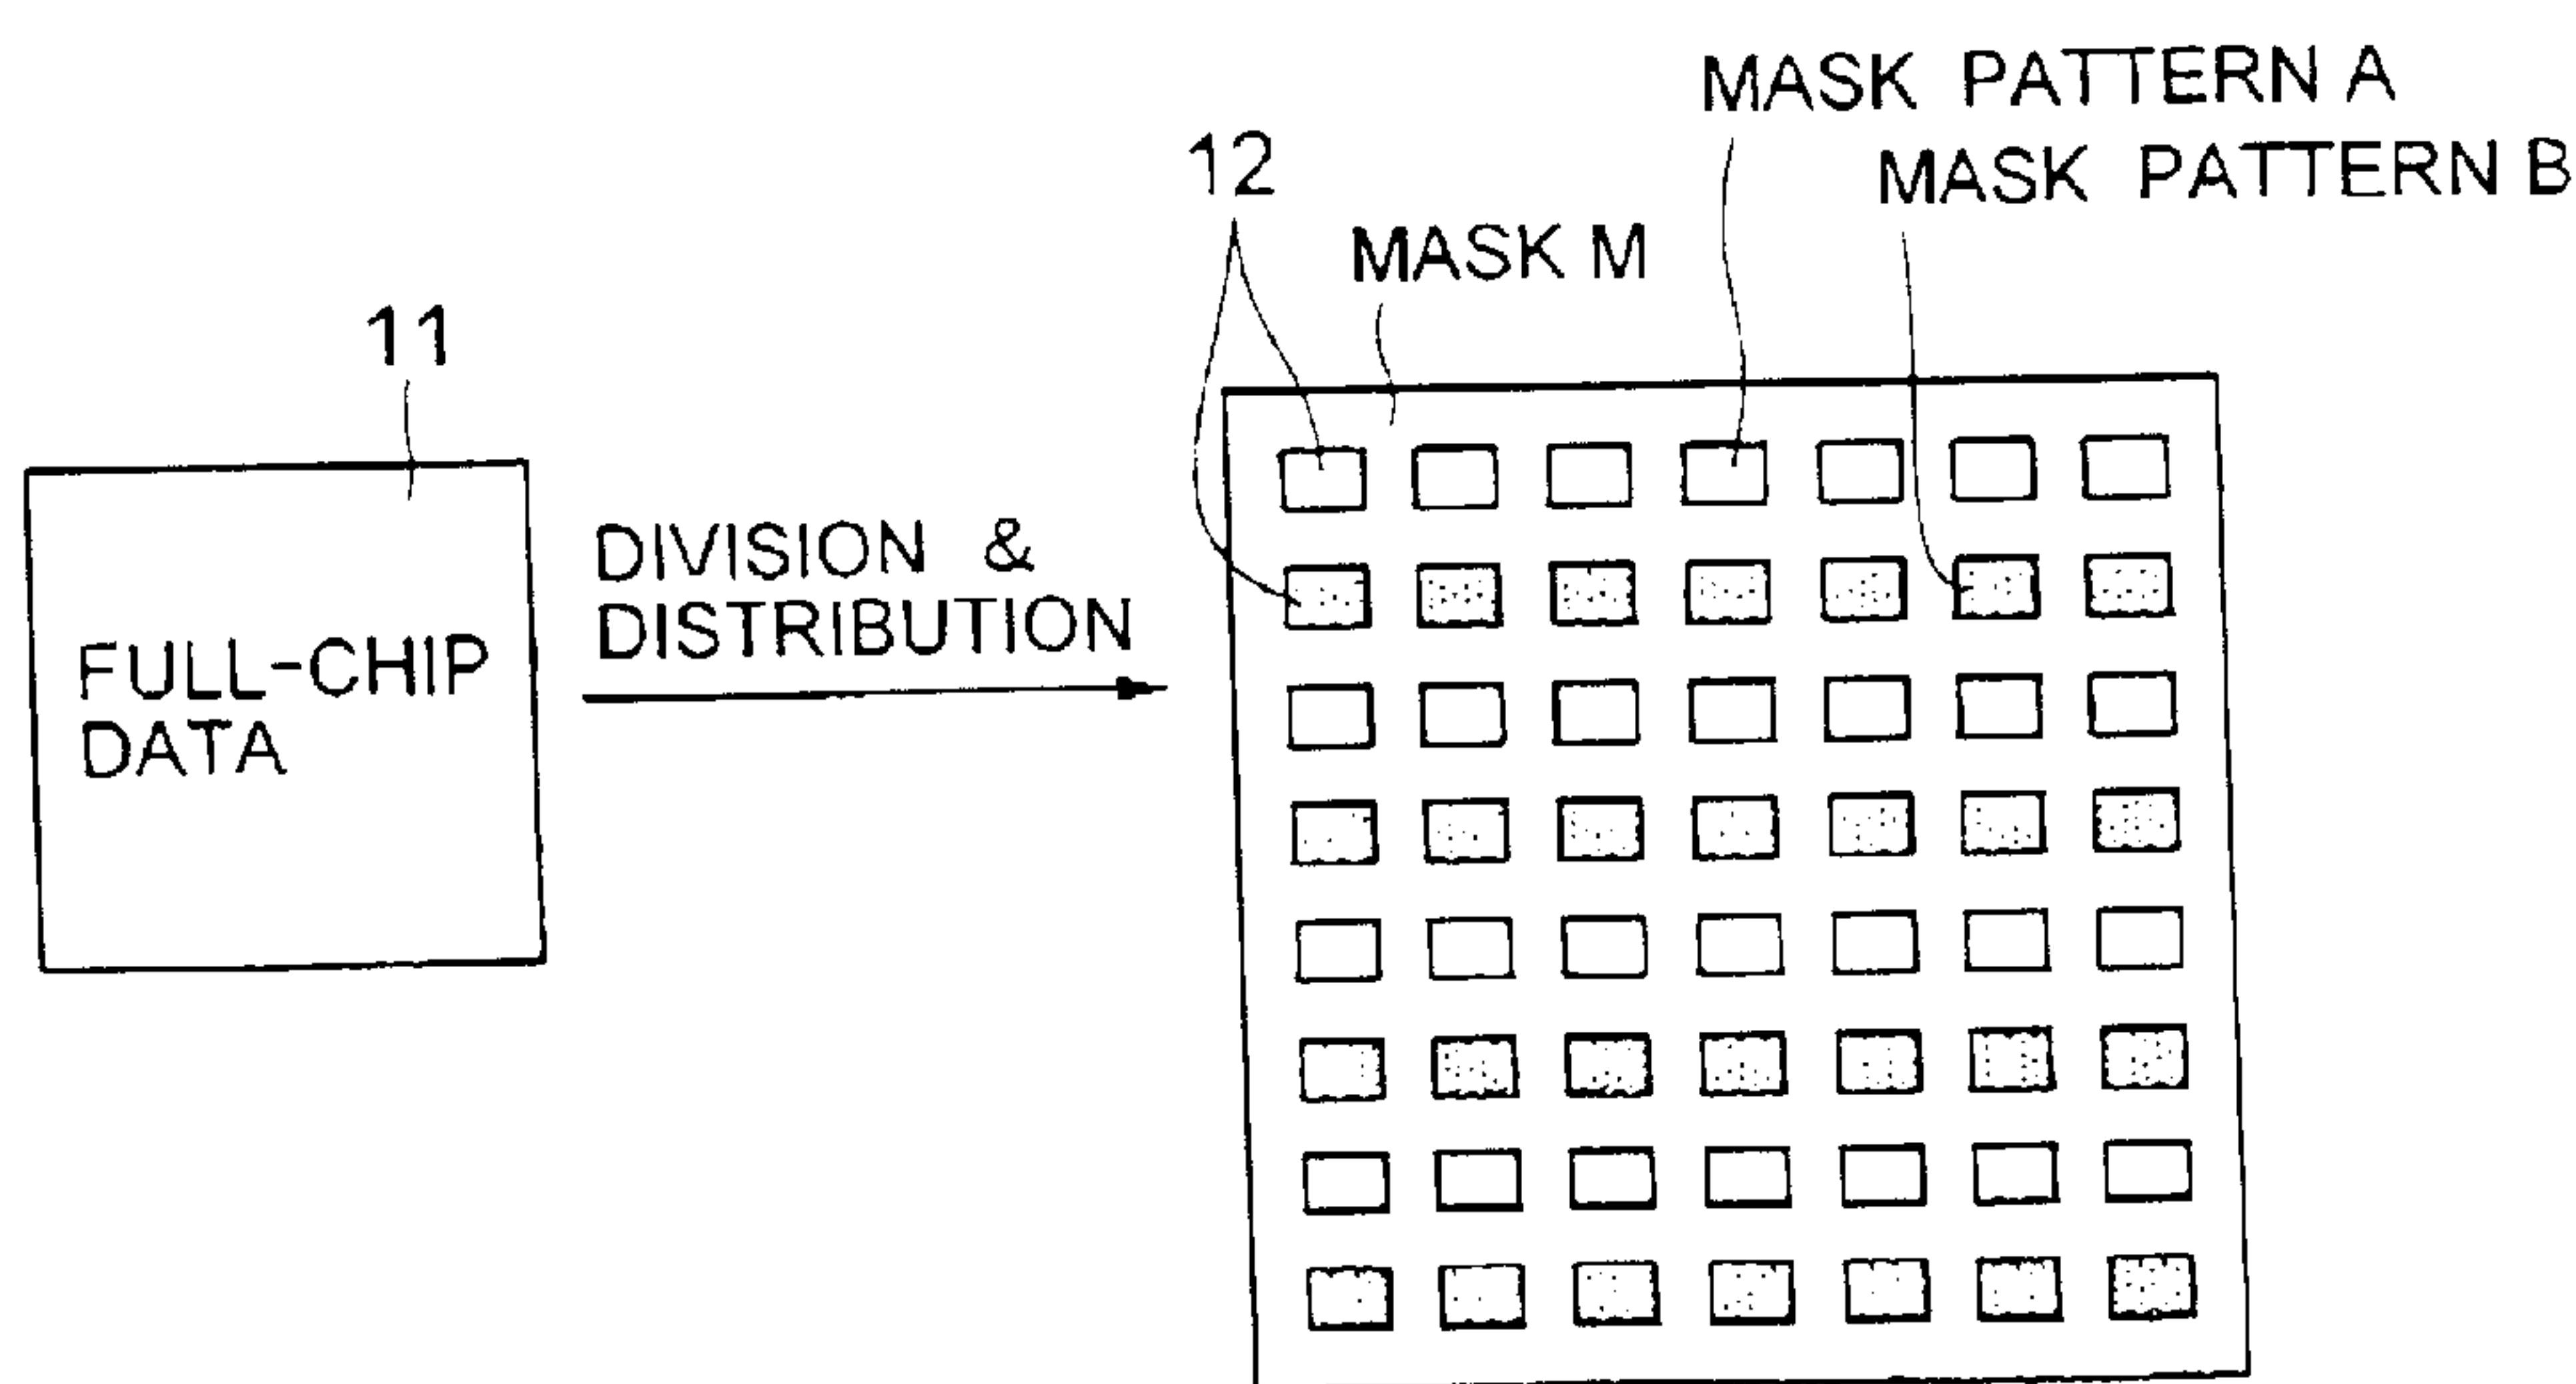 MASK PATTERN A
MASK PATTERN B
12
MASK M
11
DIVISION &
DISTRIBUTION
FULL-CHIP
DATA